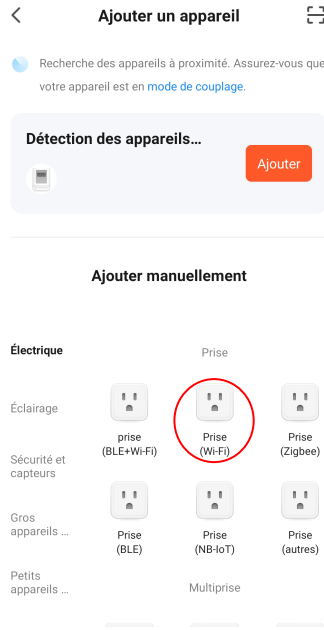 Ajouter un appareil
Recherche des appareils à proximité. Assurez-vous que
votre appareil est en mode de couplage.
Détection des appareils...
Ajouter
Ajouter manuellement
Électrique
Prise
Éclairage
prise
(BLE+Wi-Fi)
Prise
(Wi-Fi)
Prise
(Zigbee)
Sécurité et
capteurs
Gros
appareils ...
Prise
(BLE)
Prise
(NB-IoT)
Prise
(autres)
Petits
appareils ...
Multiprise